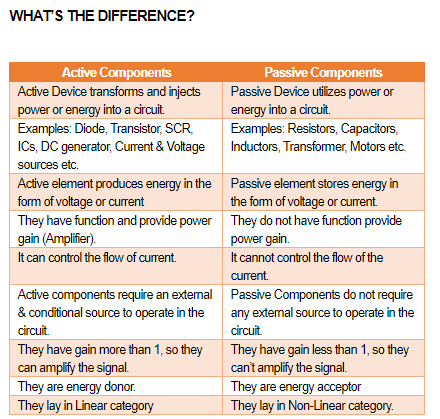 WHAT'S THE DIFFERENCE?
Active Components
Passive Components
Active Device transforms and injects
power or energy into a circuit.
Passive Device utilizes power or
energy into a circuit.
Examples: Diode, Transistor, SCR,
ICs, DC generator, Current & Voltage
sources etc.
Examples: Resistors, Capacitors,
Inductors, Transformer, Motors etc.
Active element produces energy in the
form of voltage or current
Passive element stores energy in
the form of voltage or current.
They have function and provide power
gain (Amplifier).
They do not have function provide
power gain.
It can control the flow of current.
It cannot control the flow of the
current.
Active components require an external
& conditional source to operate in the
circuit.
Passive Components do not require
any external source to operate in the
circuit.
They have gain more than 1, so they
can amplify the signal.
They have gain less than 1, so they
can't amplify the signal.
They are energy donor.
They are energy acceptor
They lay in Linear category
They lay in Non-Linear category.